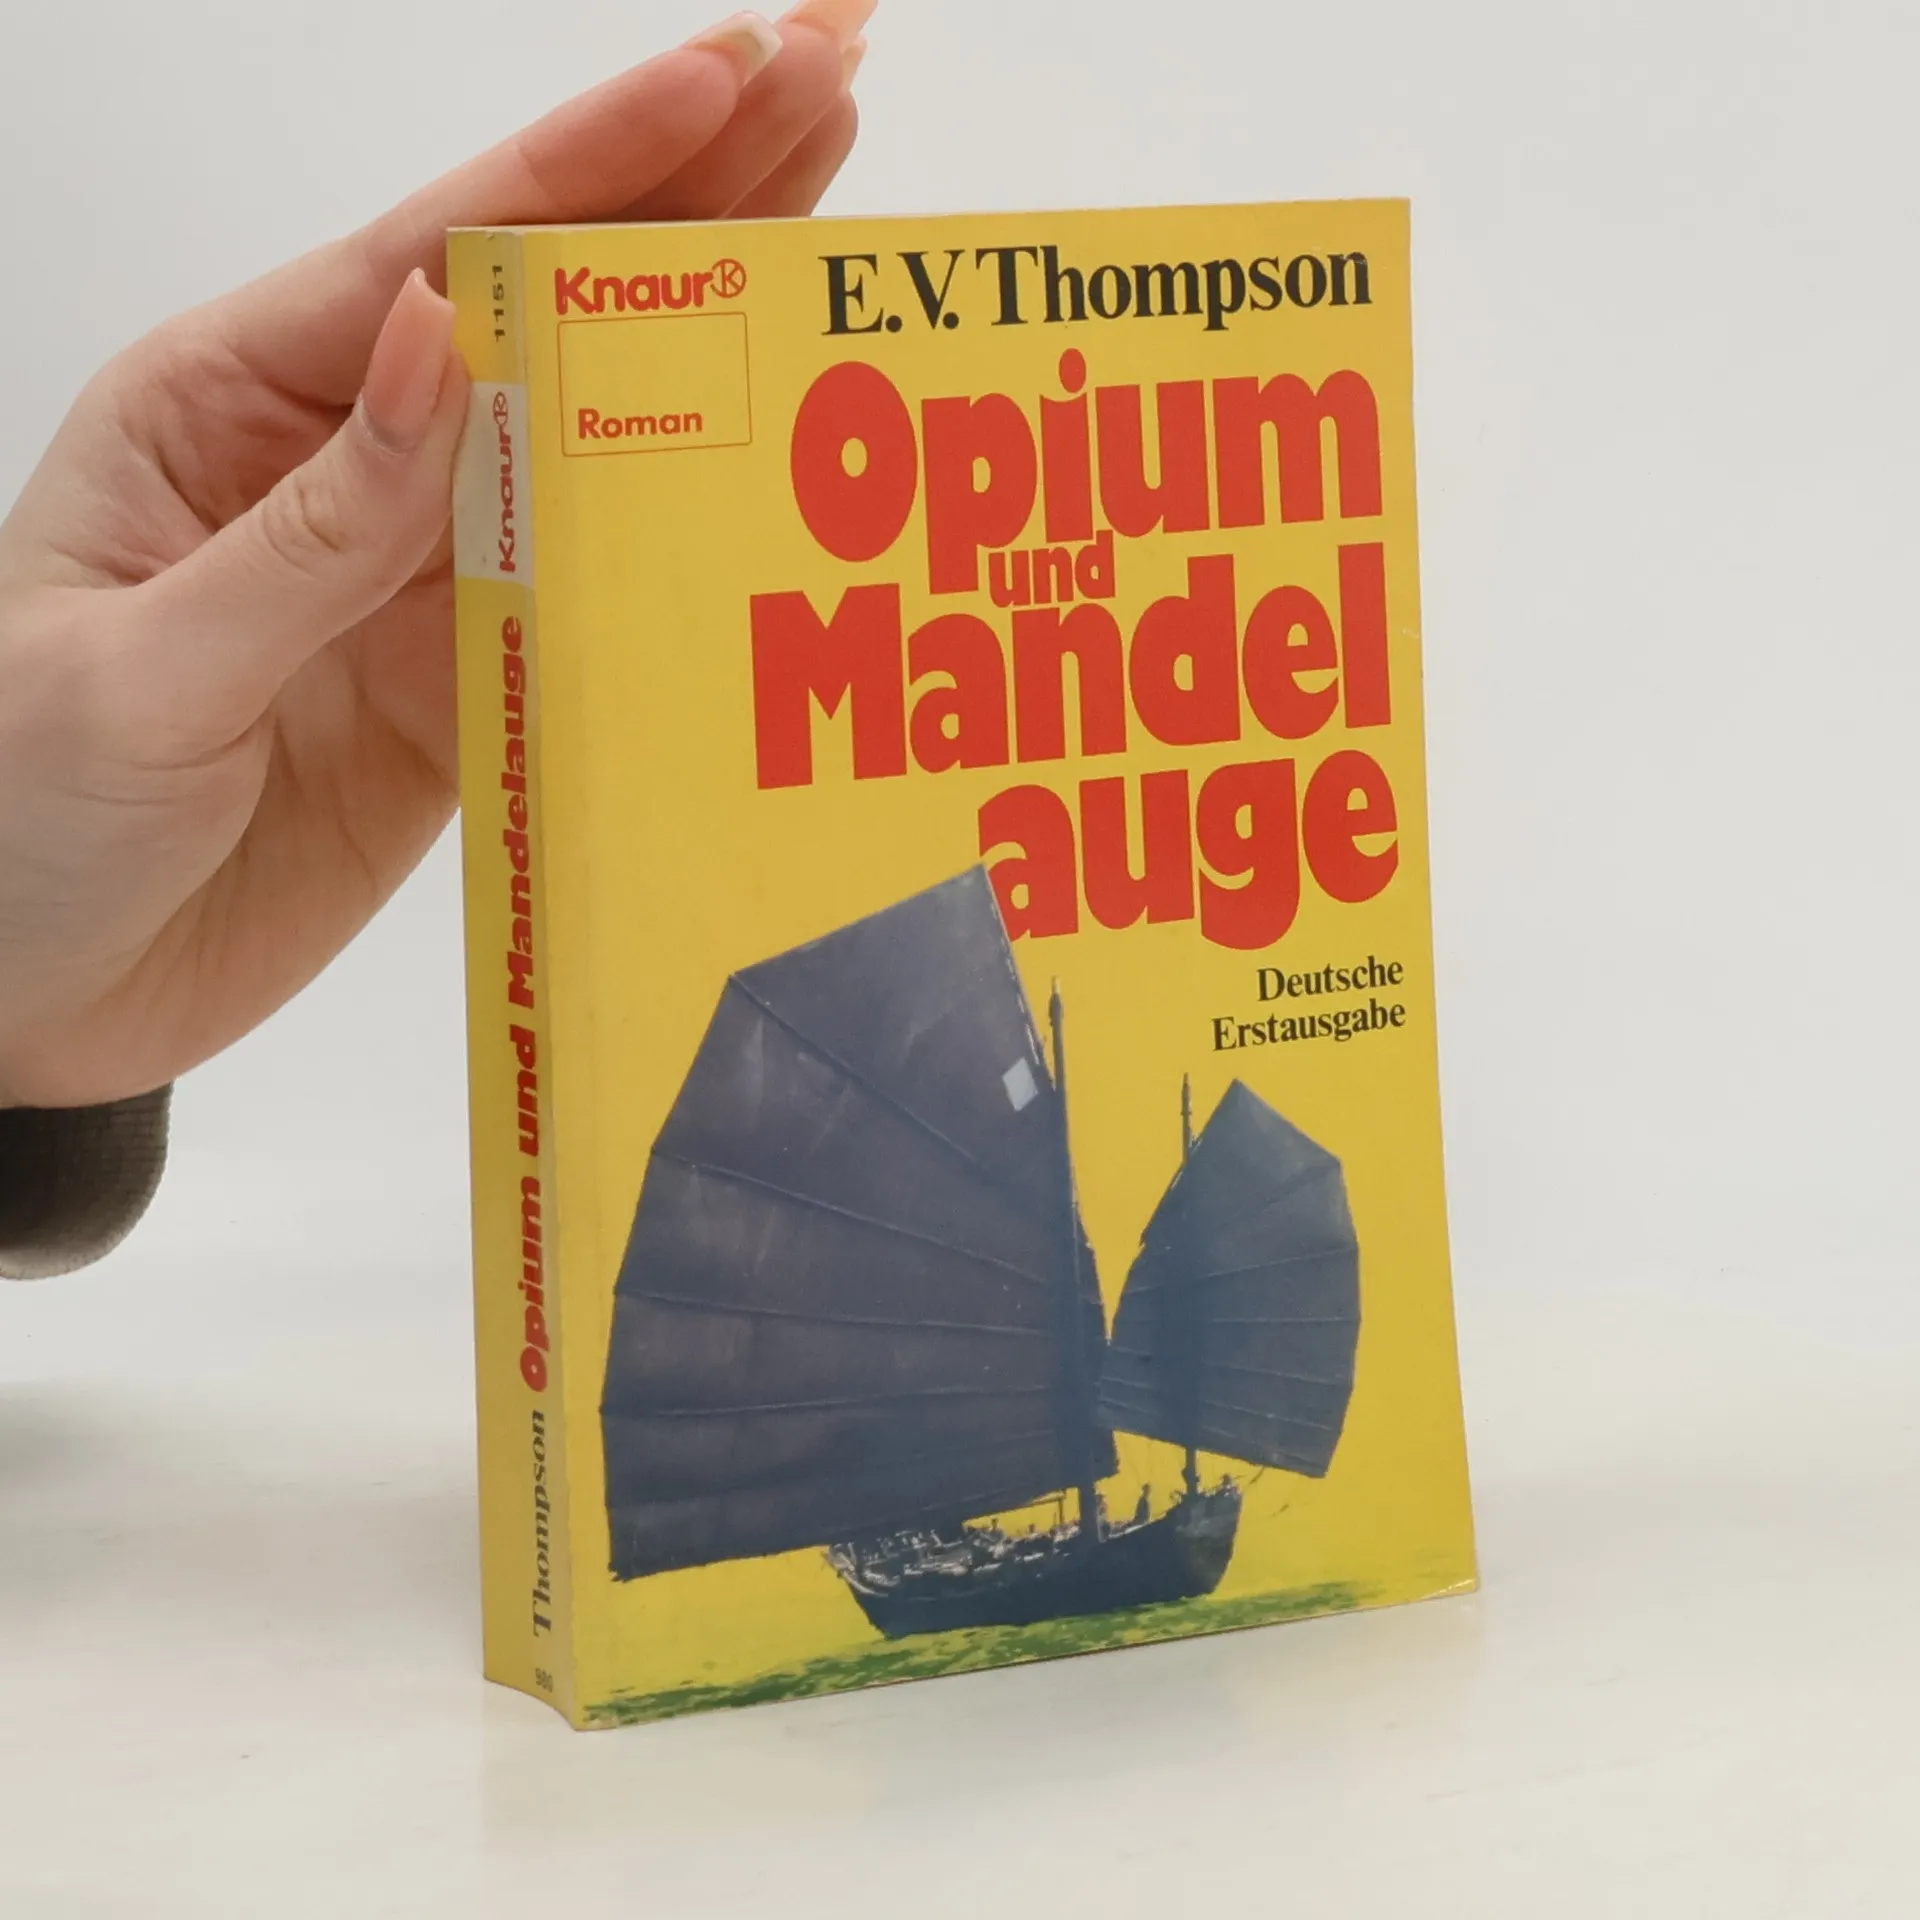 Knaur
Roman
E.V. Thompson
Opium
und
Mandel
auge
Deutsche
Erstausgabe
Thompson Opium und Mandelauge Knaur 1151
980